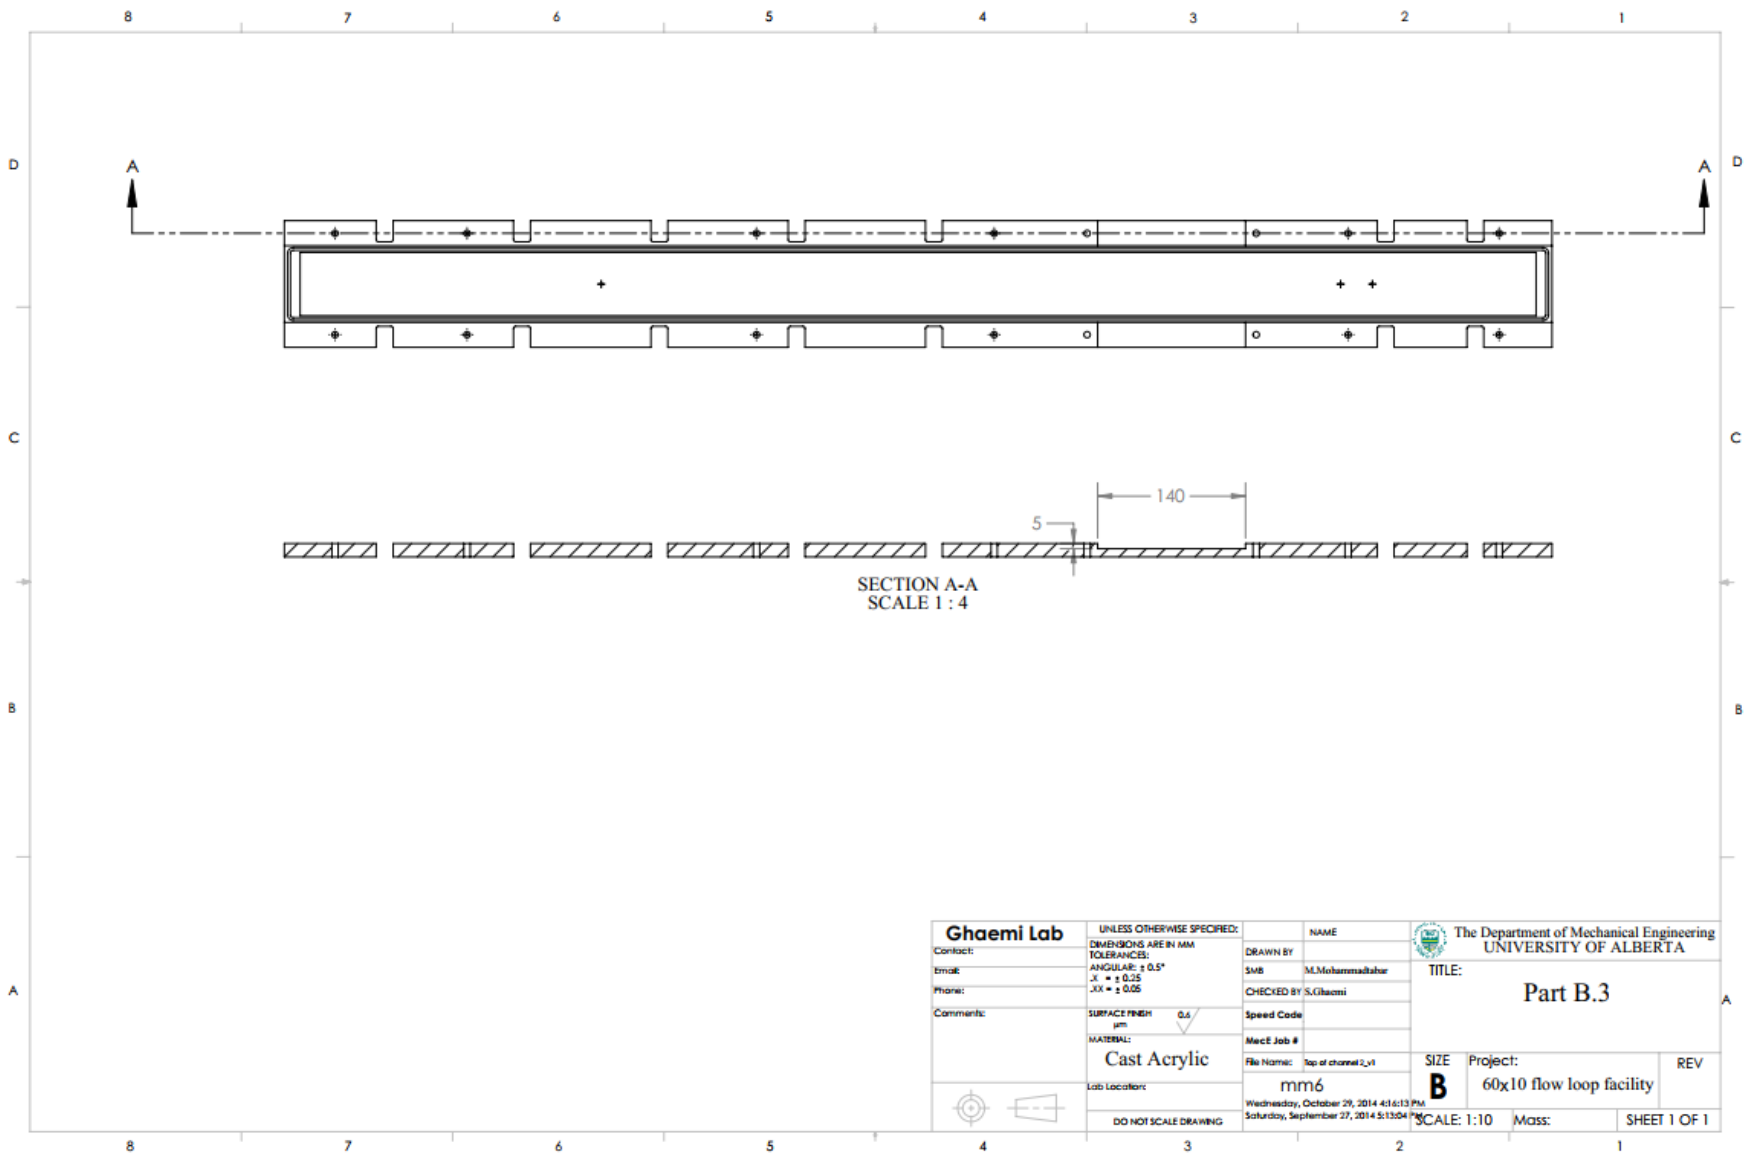 8 7 6 5 4 3 2 1
D D
A A
C C
140
5
SECTION A-A
SCALE 1 : 4
B B
A A
Ghaemi Lab
Contact:
Email:
Phone:
Comments:
UNLESS OTHERWISE SPECIFIED:
DIMENSIONS ARE IN MM
TOLERANCES:
ANGULAR: ± 0.5°
.X = ± 0.25
.XX = ± 0.05
SURFACE FINISH 0.6
µm
MATERIAL:
Cast Acrylic
Lab Location:
DO NOT SCALE DRAWING
NAME
DRAWN BY
SMB M.Mohammadtabar
CHECKED BY S.Ghaemi
Speed Code
MecE Job #
File Name: Top of channel 2_v1
mm6
Wednesday, October 29, 2014 4:16:13 PM
Saturday, September 27, 2014 5:13:04 PM
The Department of Mechanical Engineering
UNIVERSITY OF ALBERTA
TITLE:
Part B.3
SIZE Project: REV
B 60x10 flow loop facility
SCALE: 1:10 Mass: SHEET 1 OF 1
8 7 6 5 4 3 2 1